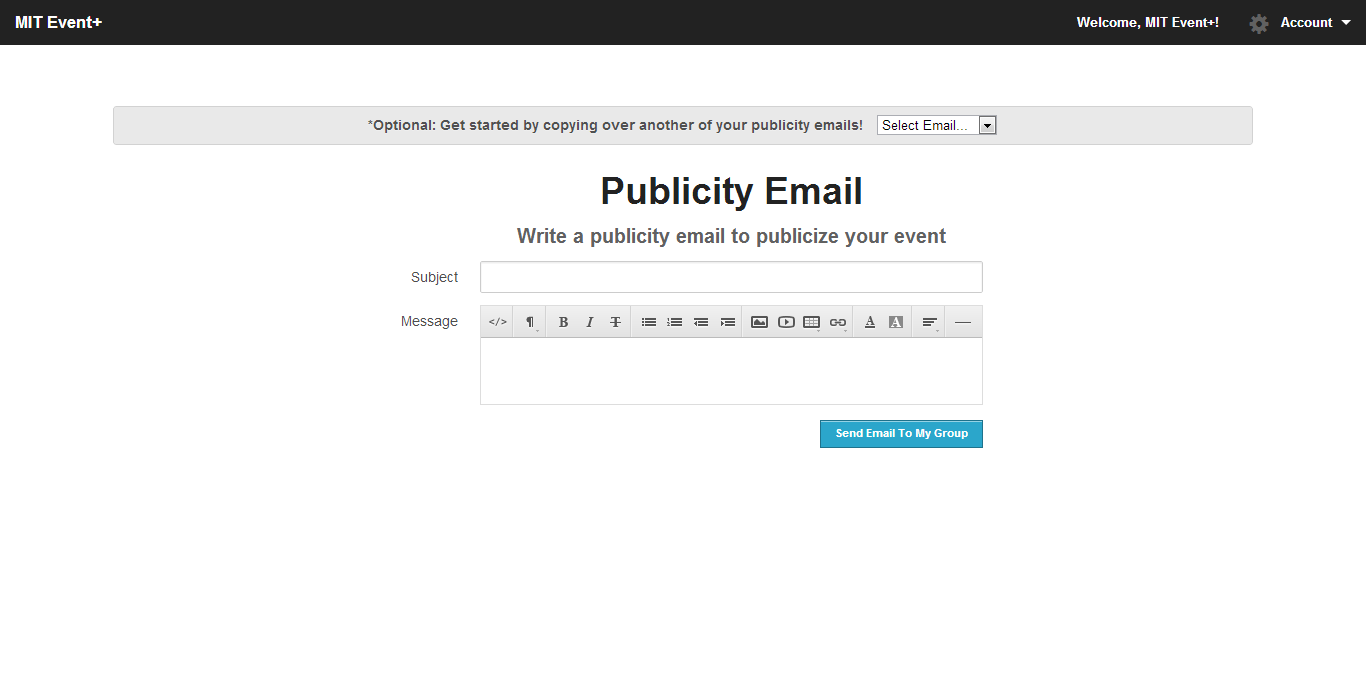 MIT Event+
Welcome, MIT Event+!
Account
*Optional: Get started by copying over another of your publicity emails!
Select Email...
Publicity Email
Write a publicity email to publicize your event
Subject
Message
</> ¶ B I T A A
Send Email To My Group